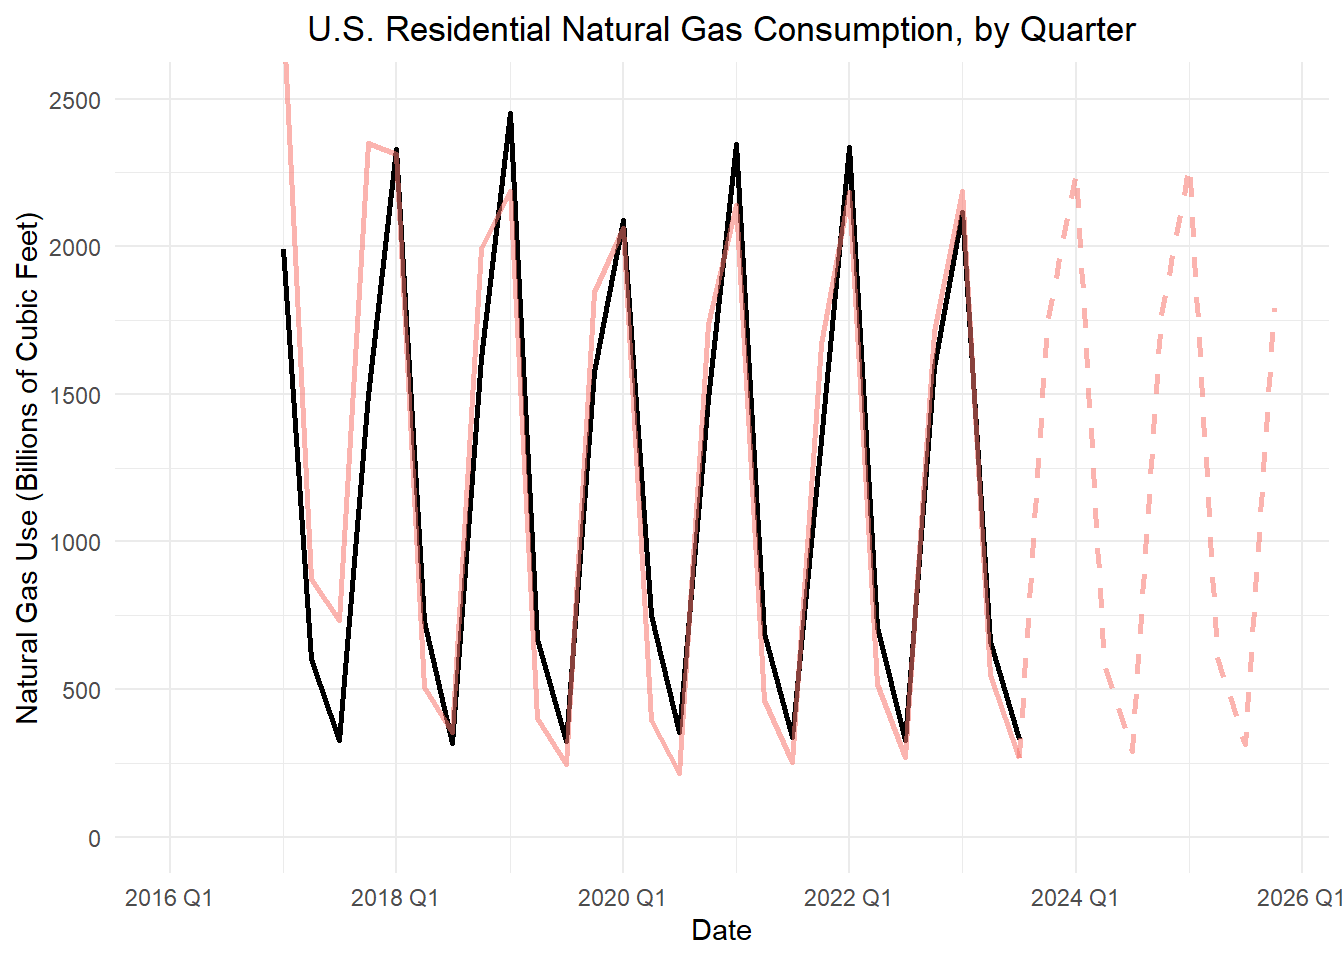 U.S. Residential Natural Gas Consumption, by Quarter
Natural Gas Use (Billions of Cubic Feet)
2500
2000
1500
1000
500
0
2016 Q1
2018 Q1
2020 Q1
2022 Q1
2024 Q1
2026 Q1
Date